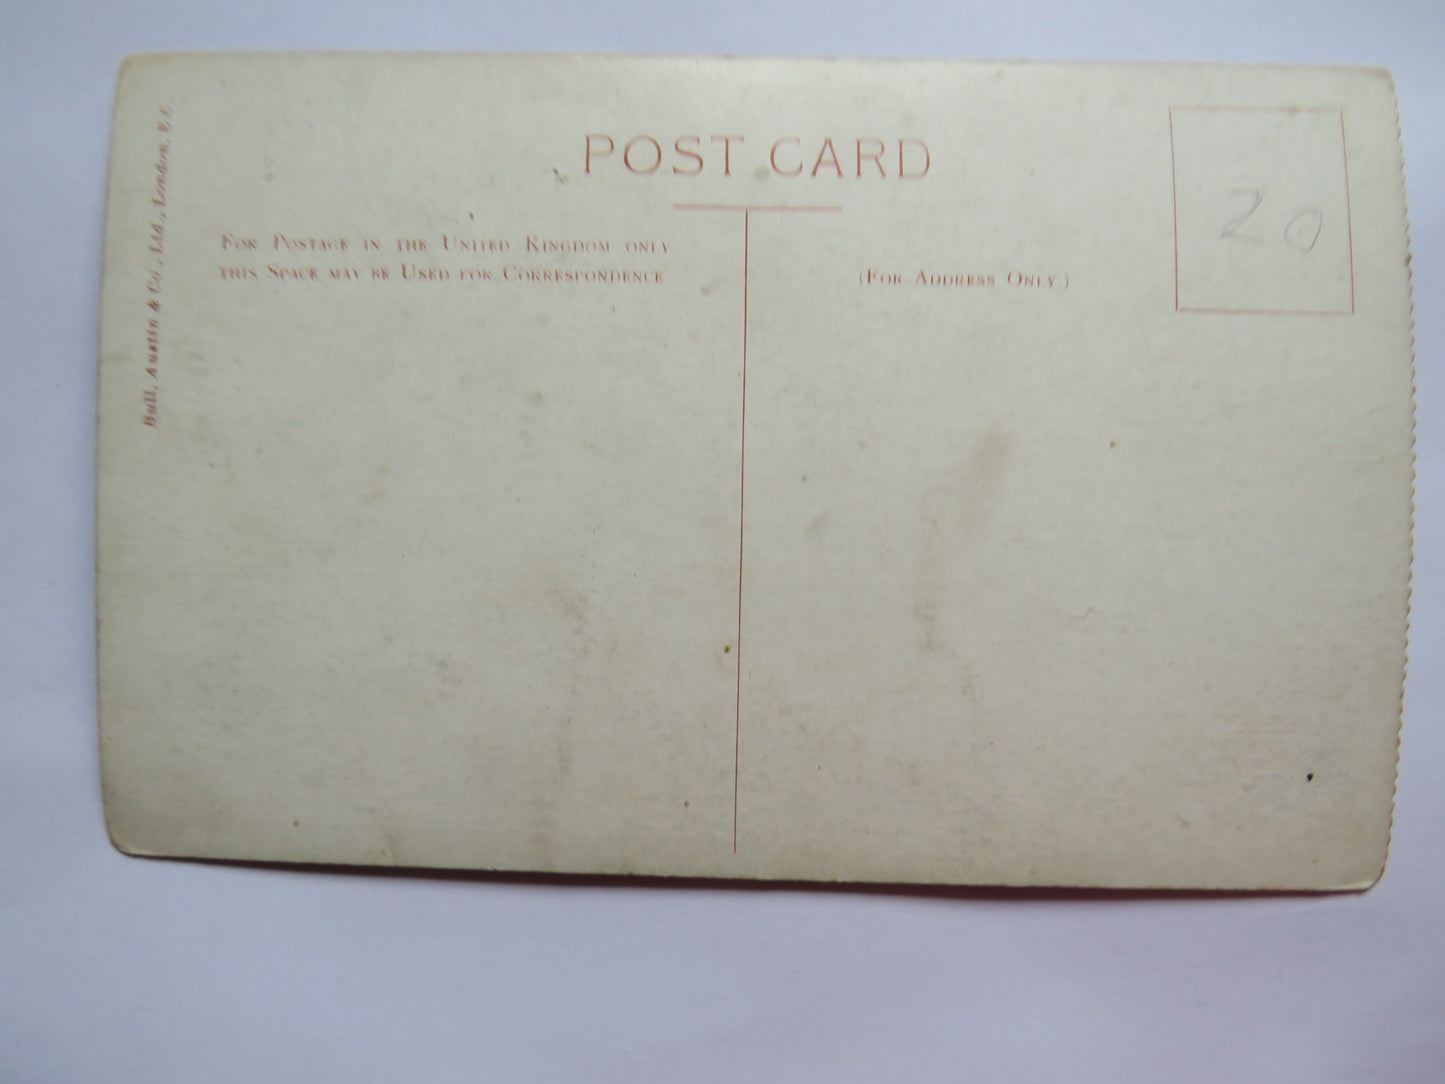 POST CARD
FOR POSTAGE IN THE UNITED KINGDOM ONLY
THIS SPACE MAY BE USED FOR CORRESPONDENCE
(FOR ADDRESS ONLY.)
20
Bull, Austin & Co., Ltd., London, E.C.